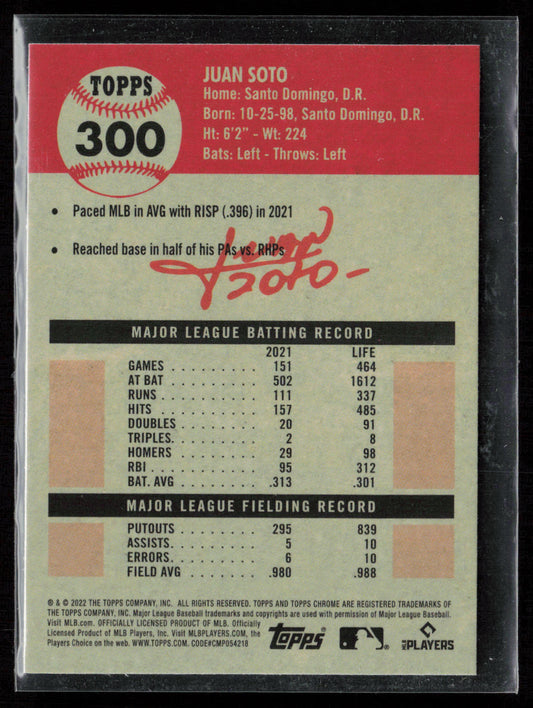 TOPPS
300
JUAN SOTO
Home: Santo Domingo, D.R.
Born: 10-25-98, Santo Domingo, D.R.
Ht: 6'2" - Wt: 224
Bats: Left - Throws: Left
• Paced MLB in AVG with RISP (.396) in 2021
• Reached base in half of his PAs vs. RHPs
Juan
Soto
MAJOR LEAGUE BATTING RECORD
2021 LIFE
GAMES . . . . . . . . . 151 464
AT BAT . . . . . . . . . 502 1612
RUNS . . . . . . . . . 111 337
HITS . . . . . . . . . 157 485
DOUBLES . . . . . . . . 20 91
TRIPLES. . . . . . . . . 2 8
HOMERS . . . . . . . . 29 98
RBI . . . . . . . . . 95 312
BAT. AVG . . . . . . . .313 .301
MAJOR LEAGUE FIELDING RECORD
PUTOUTS . . . . . . . . 295 839
ASSISTS. . . . . . . . . 5 10
ERRORS. . . . . . . . . 6 10
FIELD AVG . . . . . . . .980 .988
® & © 2022 THE TOPPS COMPANY, INC. ALL RIGHTS RESERVED. TOPPS AND TOPPS CHROME ARE REGISTERED TRADEMARKS OF
THE TOPPS COMPANY, INC. Major League Baseball trademarks and copyrights are used with permission of Major League Baseball.
Visit MLB.com. OFFICIALLY LICENSED PRODUCT OF MLB. Officially
Licensed Product of MLB Players, Inc. Visit MLBPLAYERS.COM, the
Players Choice on the web. WWW.TOPPS.COM. CODE#CMP054218
Topps
MLB PLAYERS